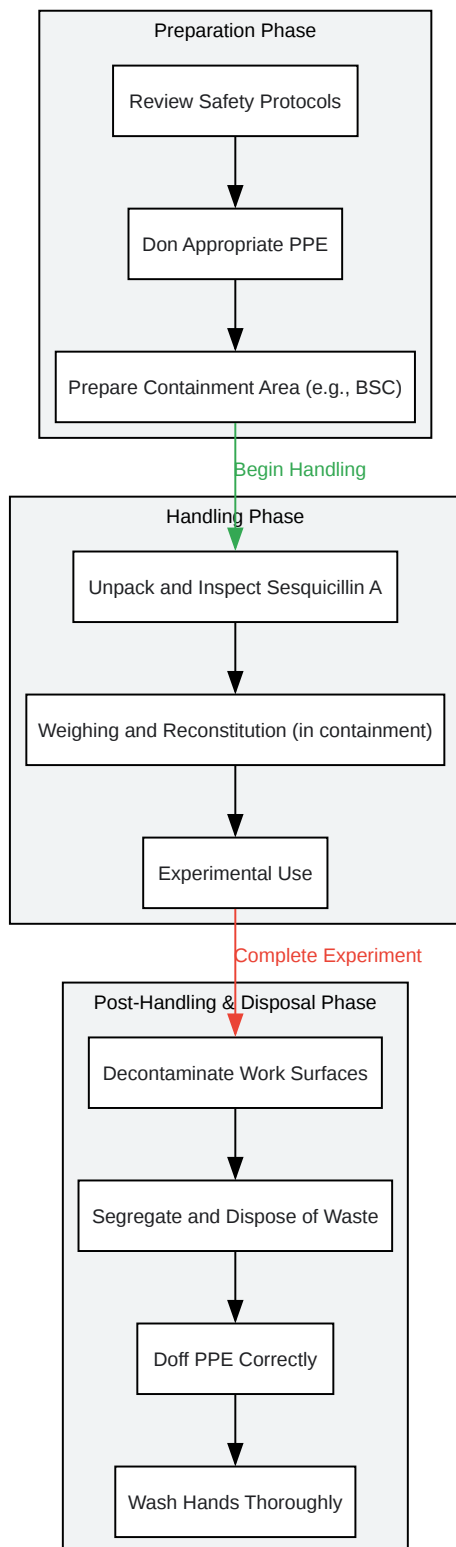 Preparation Phase
Review Safety Protocols
Don Appropriate PPE
Prepare Containment Area (e.g., BSC)
Begin Handling
Handling Phase
Unpack and Inspect Sesquicillin A
Weighing and Reconstitution (in containment)
Experimental Use
Complete Experiment
Post-Handling & Disposal Phase
Decontaminate Work Surfaces
Segregate and Dispose of Waste
Doff PPE Correctly
Wash Hands Thoroughly